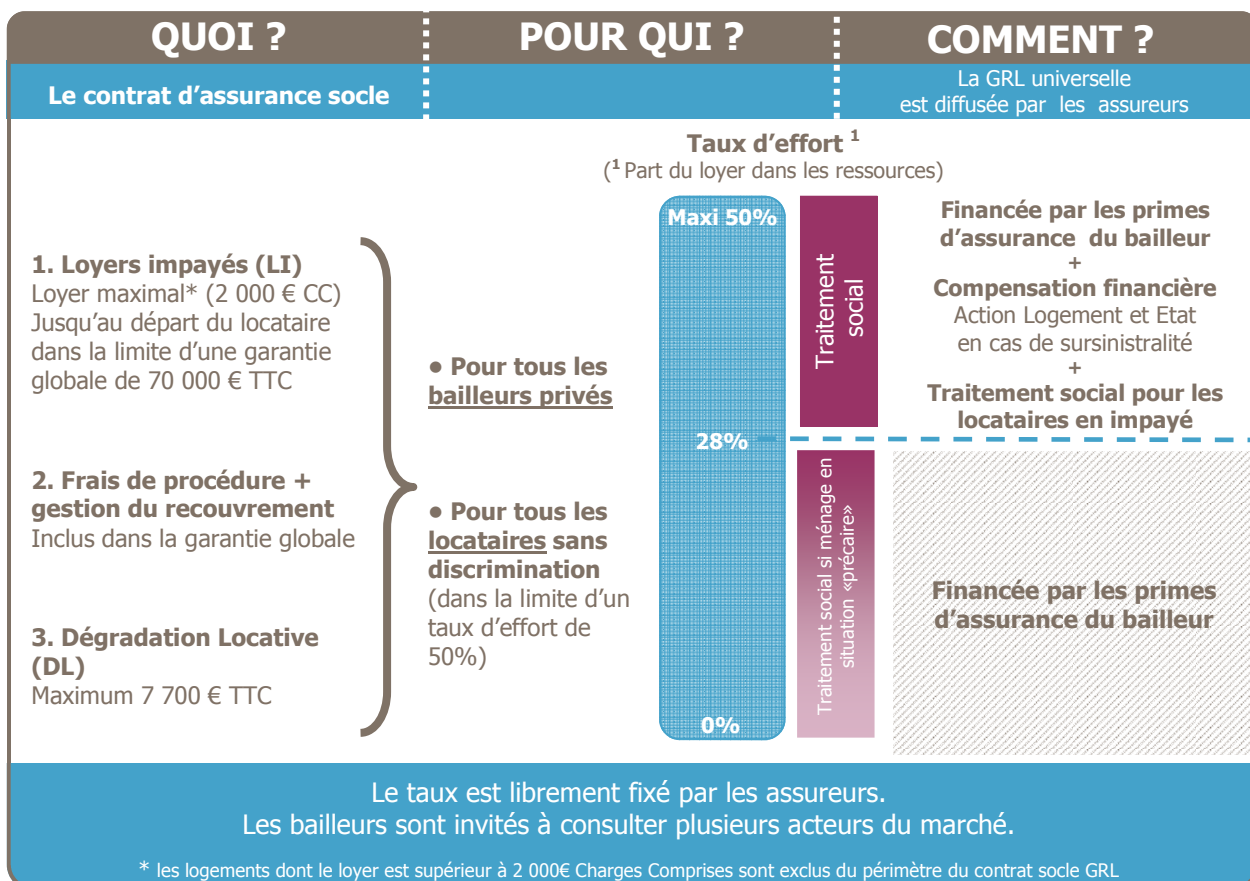 QUOI ?
POUR QUI ?
COMMENT ?
Le contrat d'assurance socle
La GRL universelle
est diffusée par les assureurs
1. Loyers impayés (LI)
Loyer maximal* (2 000 € CC)
Jusqu'au départ du locataire
dans la limite d'une garantie
globale de 70 000 € TTC
2. Frais de procédure +
gestion du recouvrement
Inclus dans la garantie globale
3. Dégradation Locative
(DL)
Maximum 7 700 € TTC
● Pour tous les
bailleurs privés
● Pour tous les
locataires sans
discrimination
(dans la limite d'un
taux d'effort de
50%)
Taux d'effort ¹
(¹ Part du loyer dans les ressources)
Maxi 50%
28%
0%
Traitement
social
Traitement social si ménage en
situation «précaire»
Financée par les primes
d'assurance du bailleur
+
Compensation financière
Action Logement et Etat
en cas de sursinistralité
+
Traitement social pour les
locataires en impayé
Financée par les primes
d'assurance du bailleur
Le taux est librement fixé par les assureurs.
Les bailleurs sont invités à consulter plusieurs acteurs du marché.
* les logements dont le loyer est supérieur à 2 000€ Charges Comprises sont exclus du périmètre du contrat socle GRL